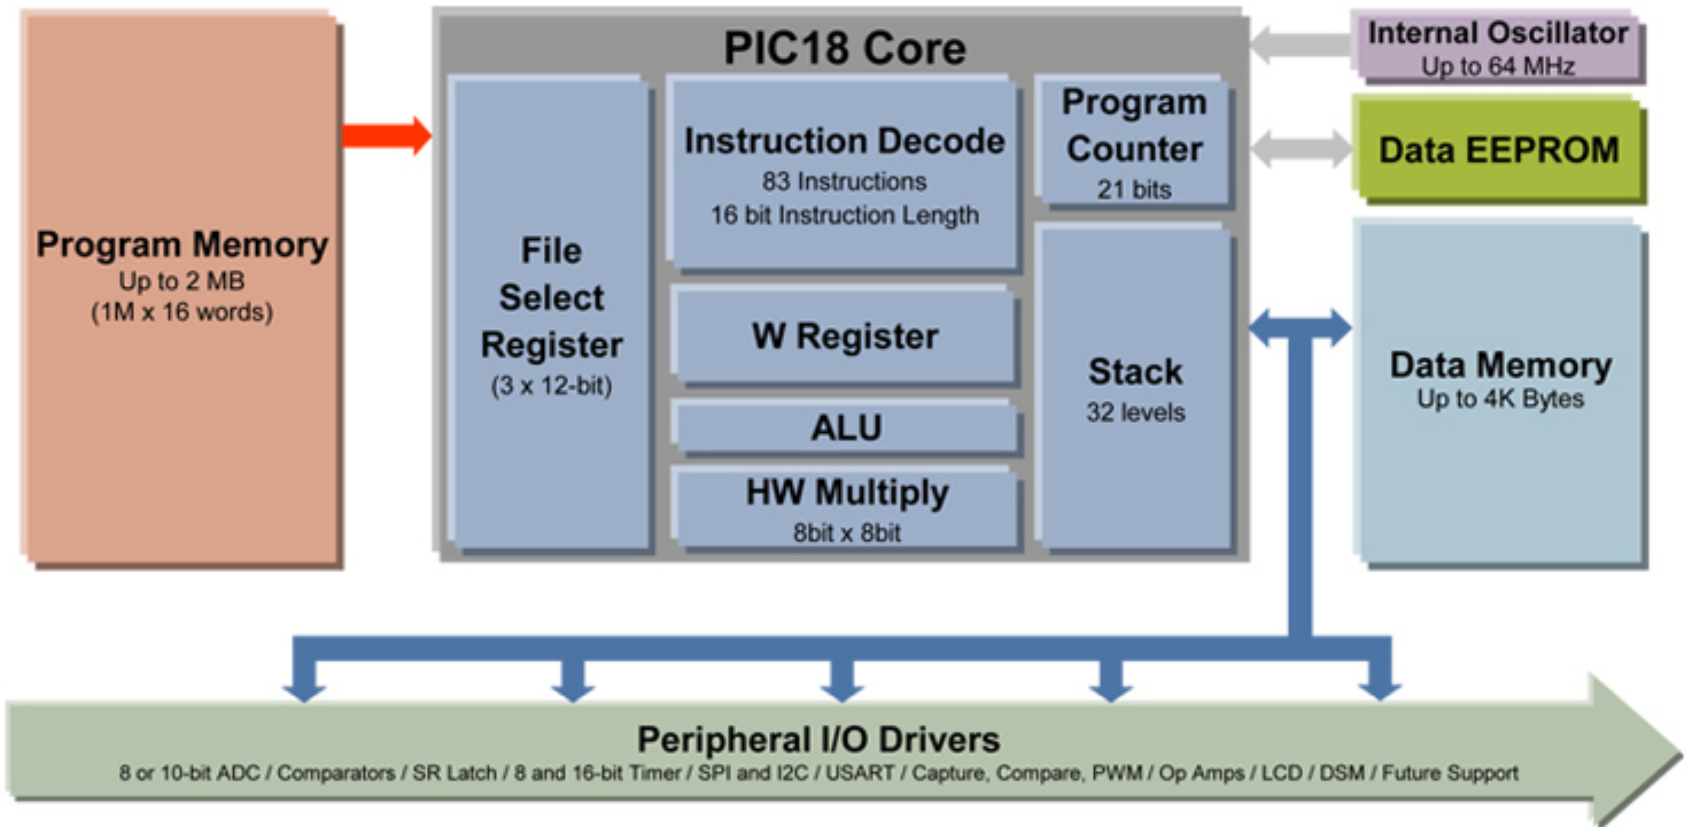 Program Memory
Up to 2 MB
(1M x 16 words)
PIC18 Core
File
Select
Register
(3 x 12-bit)
Instruction Decode
83 Instructions
16 bit Instruction Length
W Register
ALU
HW Multiply
8bit x 8bit
Program
Counter
21 bits
Stack
32 levels
Internal Oscillator
Up to 64 MHz
Data EEPROM
Data Memory
Up to 4K Bytes
Peripheral I/O Drivers
8 or 10-bit ADC / Comparators / SR Latch / 8 and 16-bit Timer / SPI and I2C / USART / Capture, Compare, PWM / Op Amps / LCD / DSM / Future Support